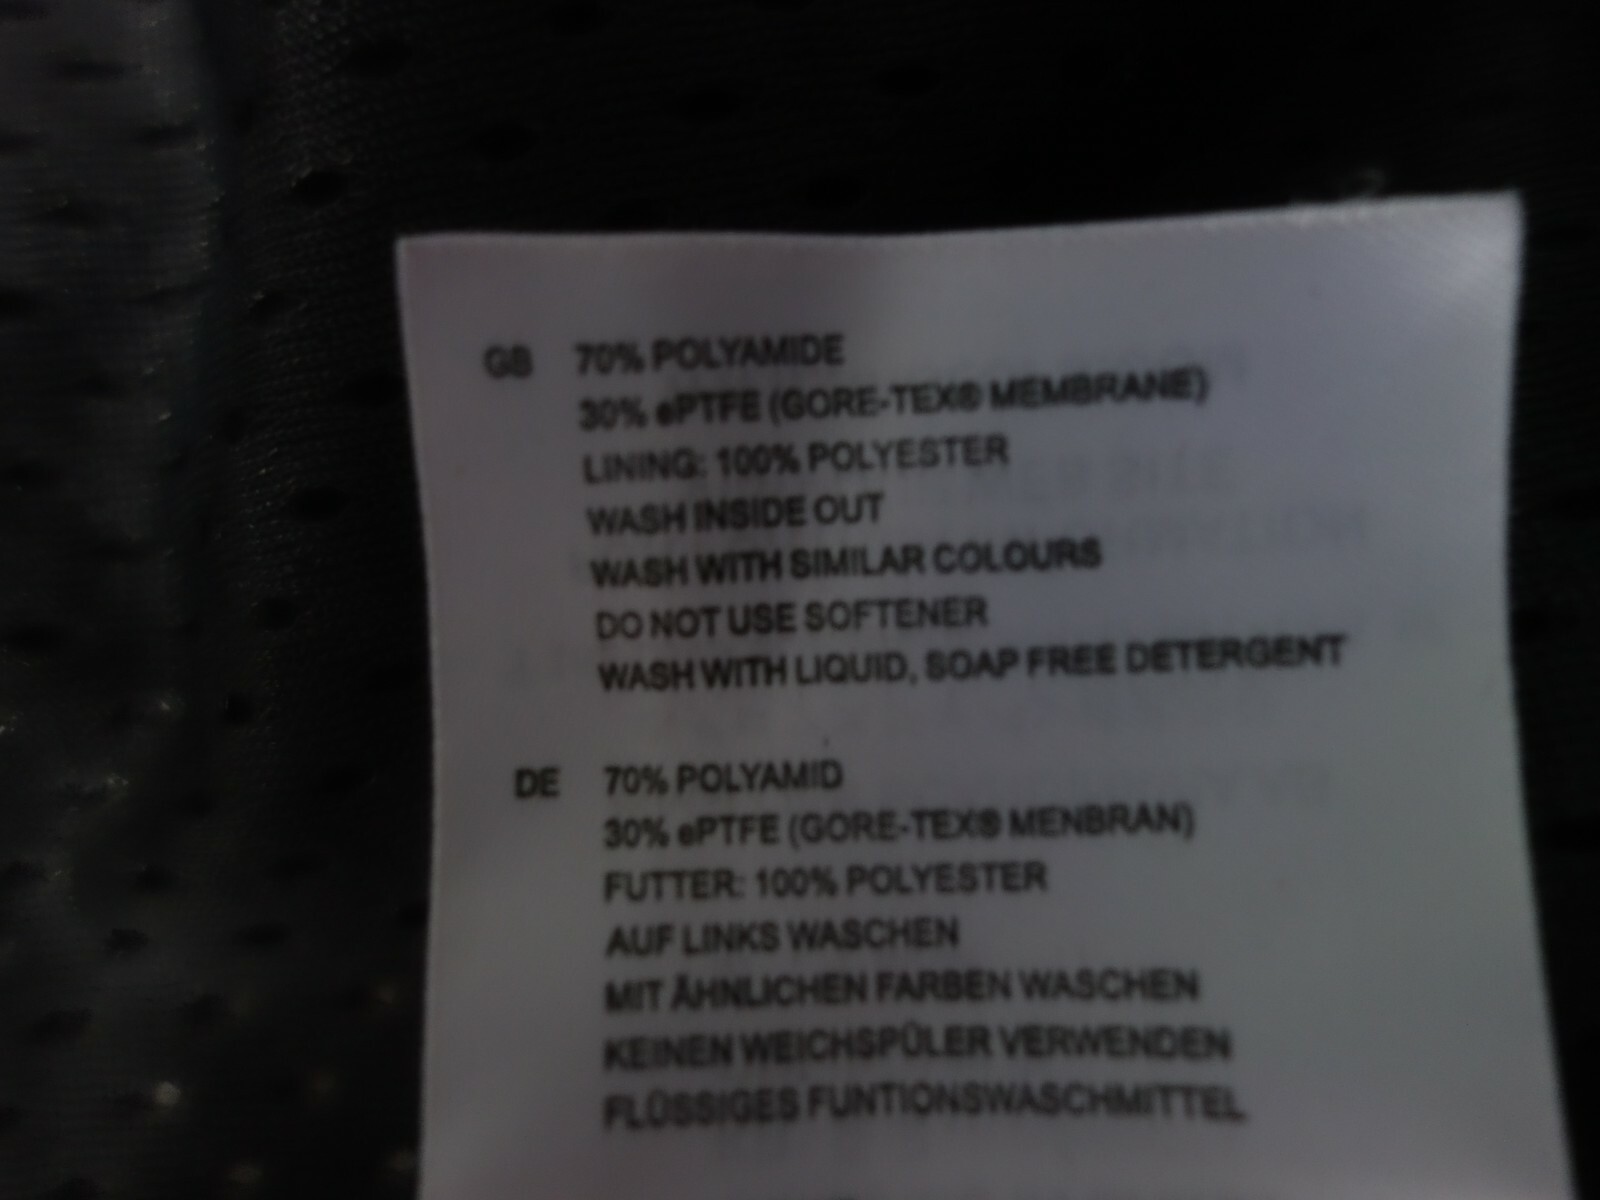 GB 70% POLYAMIDE
30% ePTFE (GORE-TEX® MEMBRANE)
LINING: 100% POLYESTER
WASH INSIDE OUT
WASH WITH SIMILAR COLOURS
DO NOT USE SOFTENER
WASH WITH LIQUID, SOAP FREE DETERGENT
DE 70% POLYAMID
30% ePTFE (GORE-TEX® MENBRAN)
FUTTER: 100% POLYESTER
AUF LINKS WASCHEN
MIT ÄHNLICHEN FARBEN WASCHEN
KEINEN WEICHSPÜLER VERWENDEN
FLÜSSIGES FUNTIONSWASCHMITTEL